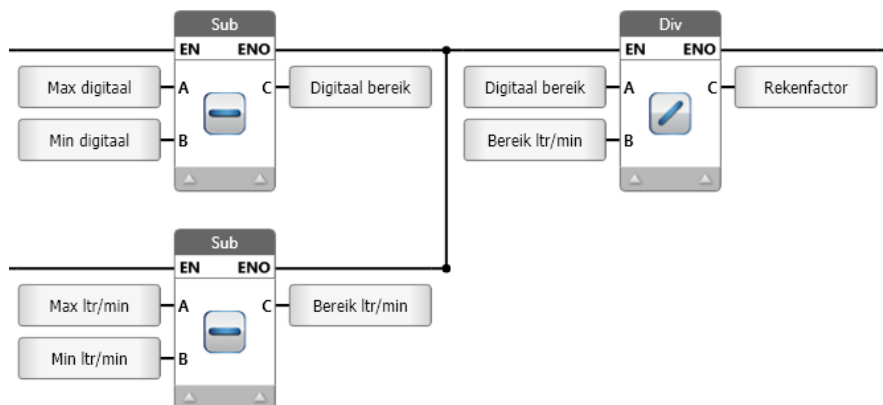 Sub
Div
EN ENO
EN ENO
Max digitaal A C Digitaal bereik
Digitaal bereik A C Rekenfactor
Min digitaal B
Bereik ltr/min B
Sub
EN ENO
Max ltr/min A C Bereik ltr/min
Min ltr/min B